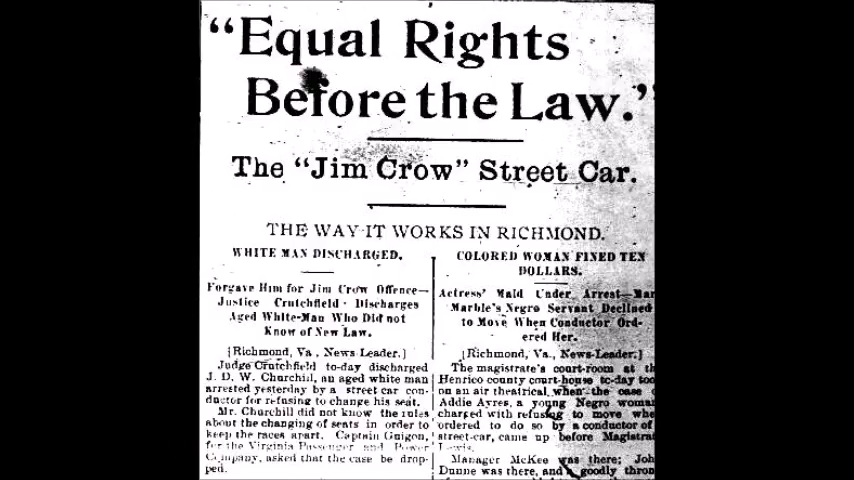 “Equal Rights
Before the Law.”
The “Jim Crow” Street Car.
THE WAY IT WORKS IN RICHMOND.
WHITE MAN DISCHARGED.
Forgave Him for Jim Crow Offence—
Justice Crutchfield Discharges
Aged White-Man Who Did not
Know of New Law.
[Richmond, Va., News-Leader.]
Judge Crutchfield to-day discharged
J. D. W. Churchill, an aged white man
arrested yesterday by a street car con-
ductor for refusing to change his seat.
Mr. Churchill did not know the rules
about the changing of seats in order to
keep the races apart. Captain Guigon,
for the Virginia Passenger and Power
Company, asked that the case be drop-
ped.
COLORED WOMAN FINED TEN
DOLLARS.
Actress' Maid Under Arrest—Mar
Marble's Negro Servant Declined
to Move When Conductor Ord-
ered Her.
[Richmond, Va., News-Leader.]
The magistrate's court-room at th
Henrico county court-house to-day too
on an air theatrical, when the case o
Addie Ayres, a young Negro woma
charged with refusing to move whe
ordered to do so by a conductor of
street-car, came up before Magistra
Lewis.
Manager McKee was there; Joh
Dunne was there, and a goodly thron